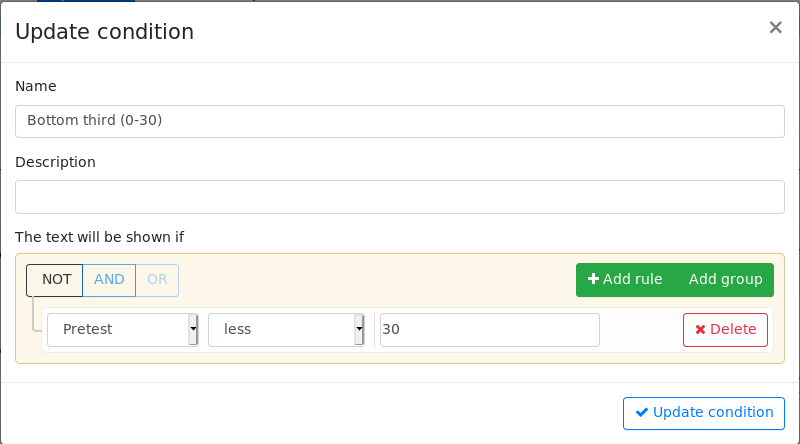 Update condition ×
Name
Bottom third (0-30)
Description
The text will be shown if
NOT AND OR Add rule Add group
Pretest less 30 Delete
Update condition